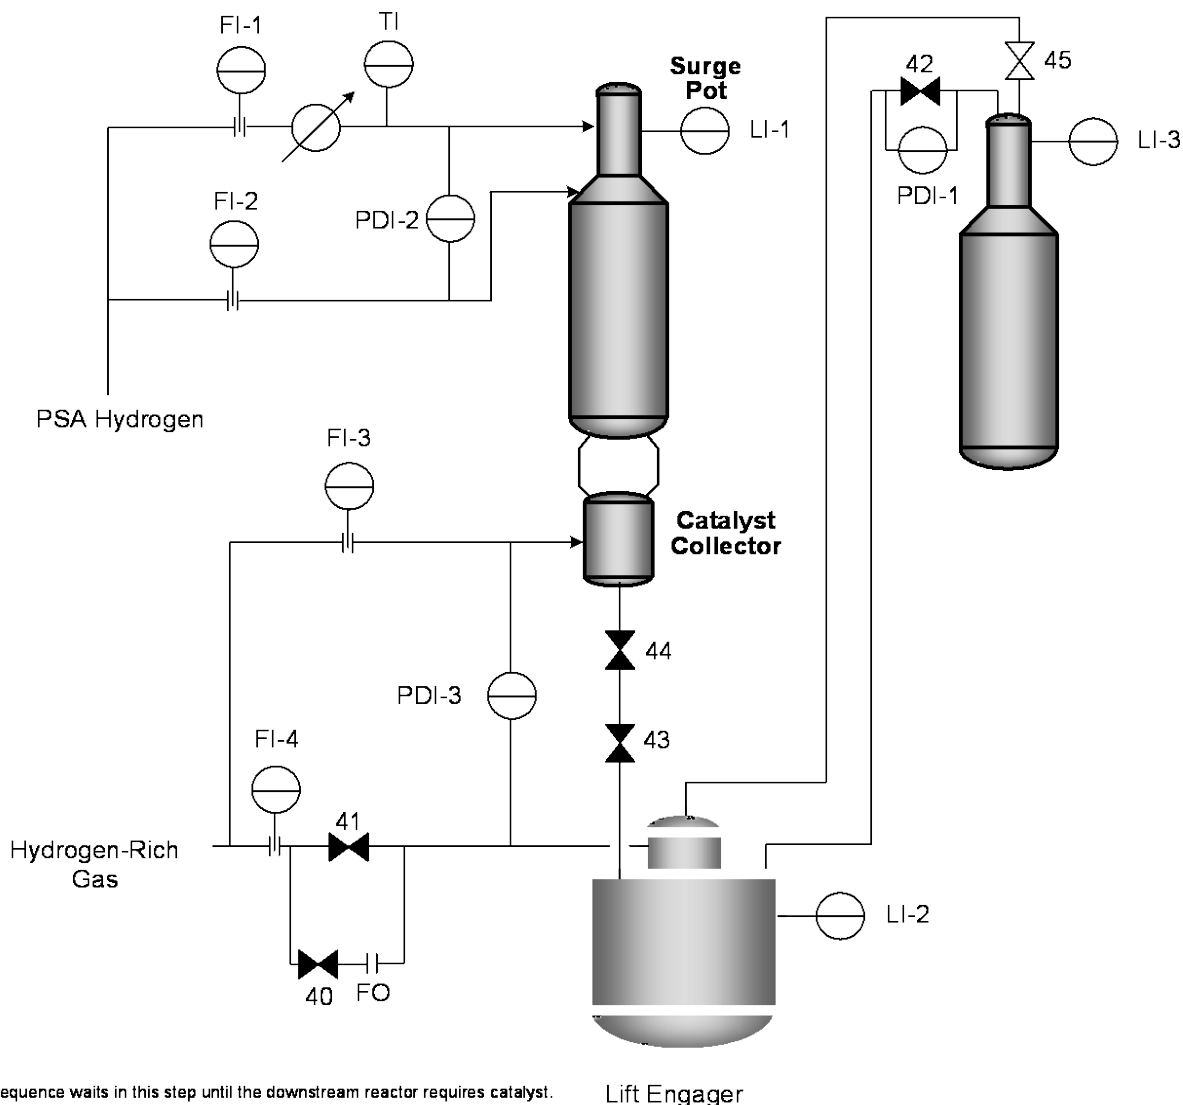 FI-1
TI
Surge
Pot
42
45
LI-1
LI-3
FI-2
PDI-2
PDI-1
PSA Hydrogen
FI-3
Catalyst
Collector
44
PDI-3
43
FI-4
41
Hydrogen-Rich
Gas
LI-2
40
FO
equence waits in this step until the downstream reactor requires catalyst.
Lift Engager